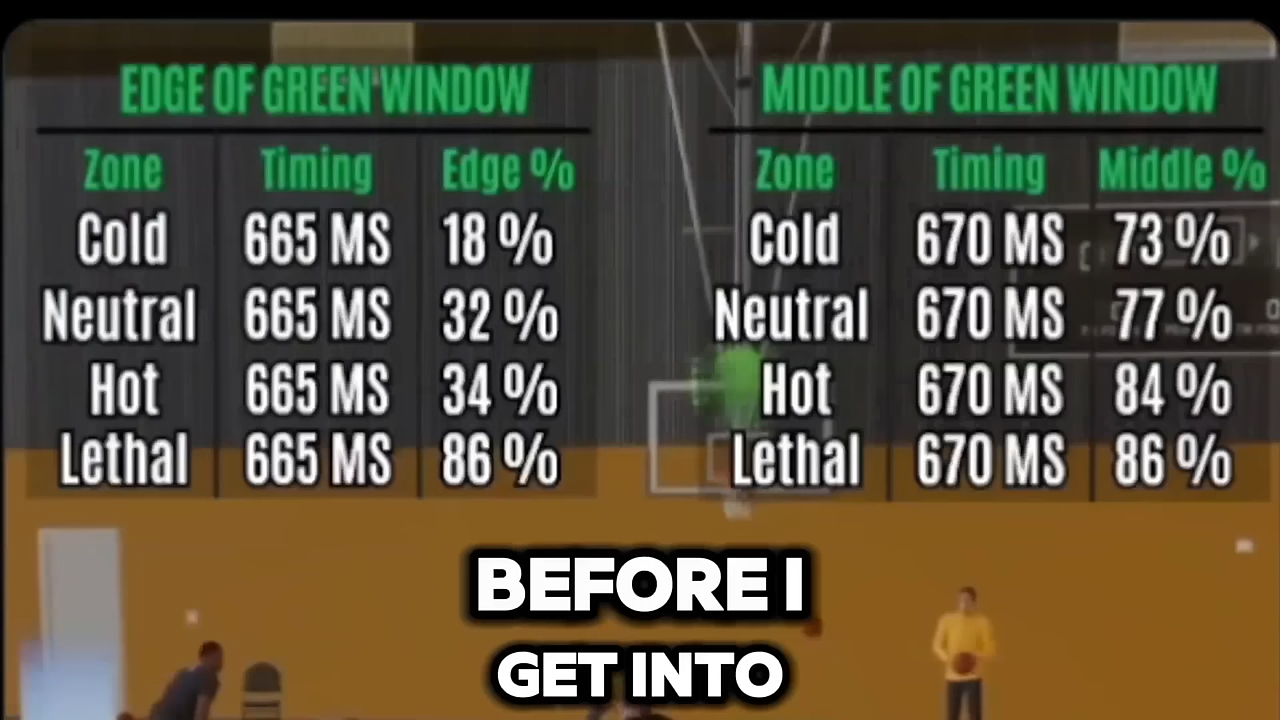 EDGE OF GREEN WINDOW
Zone Timing Edge %
Cold 665 MS 18 %
Neutral 665 MS 32 %
Hot 665 MS 34 %
Lethal 665 MS 86 %
MIDDLE OF GREEN WINDOW
Zone Timing Middle %
Cold 670 MS 73 %
Neutral 670 MS 77 %
Hot 670 MS 84 %
Lethal 670 MS 86 %
BEFORE I
GET INTO